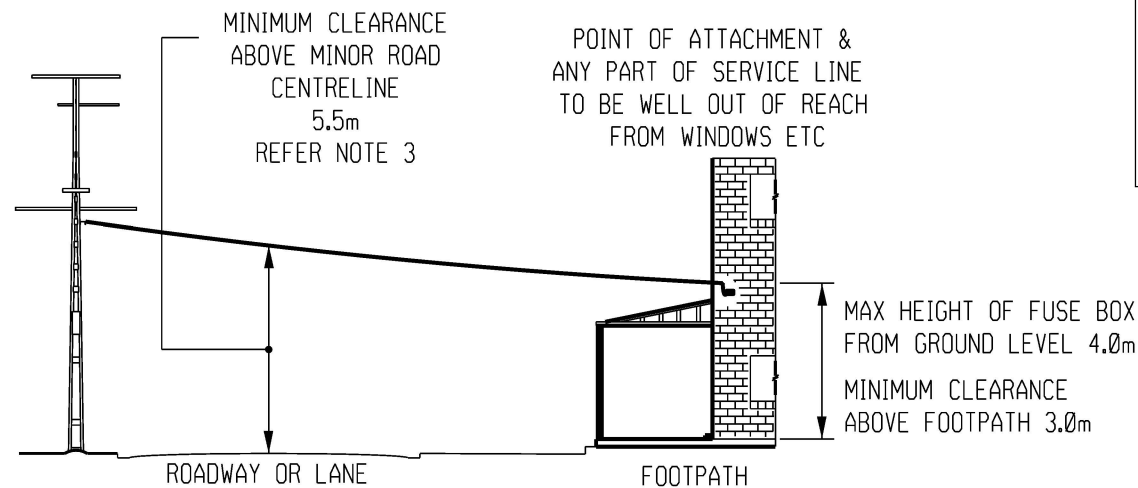 MINIMUM CLEARANCE
ABOVE MINOR ROAD
CENTRELINE
5.5m
REFER NOTE 3
POINT OF ATTACHMENT &
ANY PART OF SERVICE LINE
TO BE WELL OUT OF REACH
FROM WINDOWS ETC
MAX HEIGHT OF FUSE BOX
FROM GROUND LEVEL 4.0m
MINIMUM CLEARANCE
ABOVE FOOTPATH 3.0m
ROADWAY OR LANE
FOOTPATH